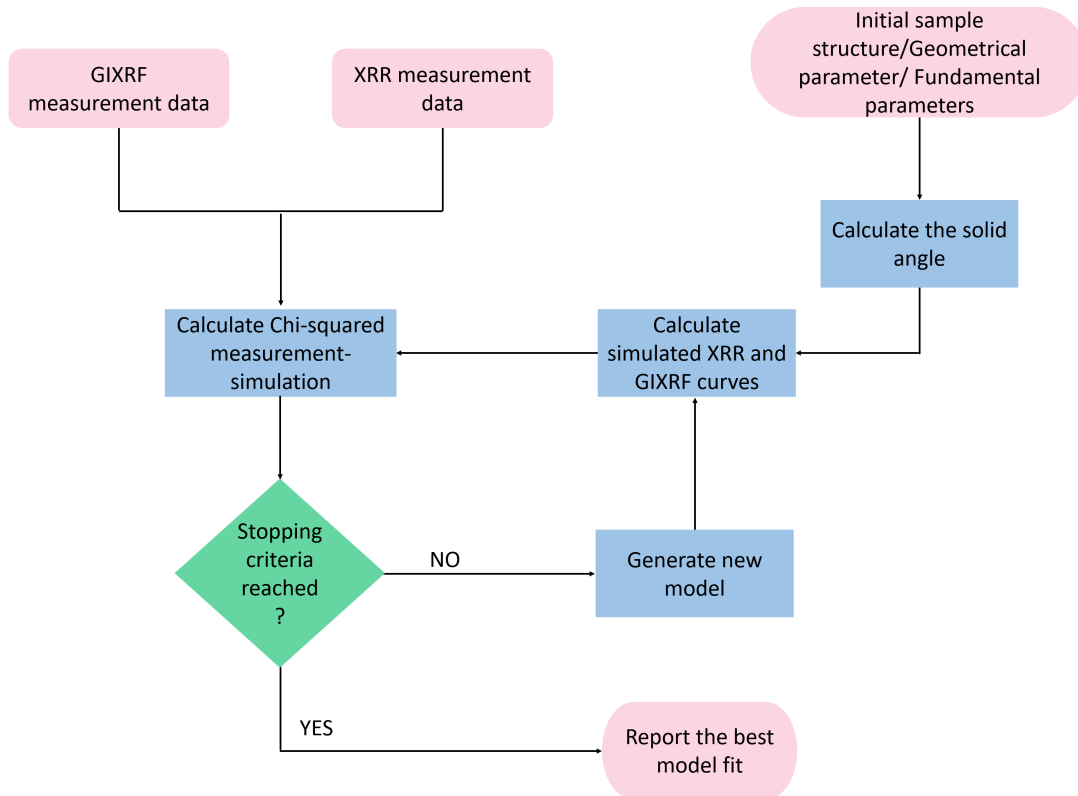 Initial sample
structure/Geometrical
parameter/ Fundamental
parameters
GIXRF
measurement data
XRR measurement
data
Calculate the solid
angle
Calculate Chi-squared
measurement-
simulation
Calculate
simulated XRR and
GIXRF curves
Stopping
criteria
reached
?
NO
Generate new
model
YES
Report the best
model fit